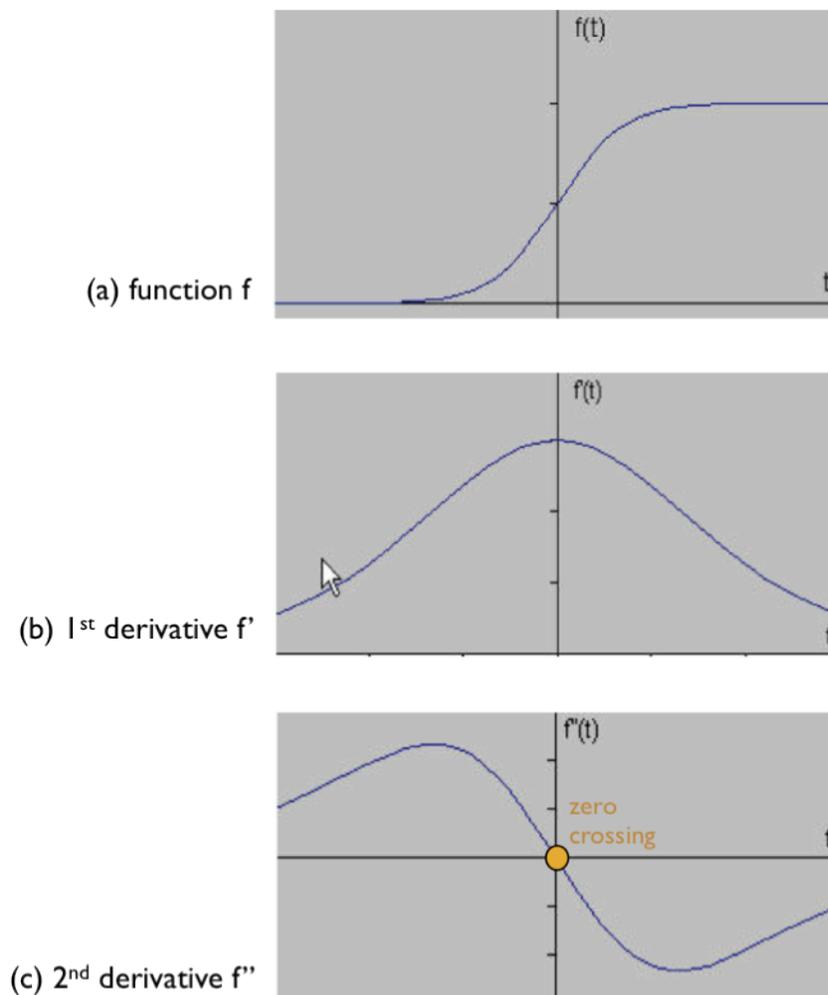 f(t)
t
(a) function f
f'(t)
(b) 1st derivative f’
t
f''(t)
zero
crossing
t
(c) 2nd derivative f”